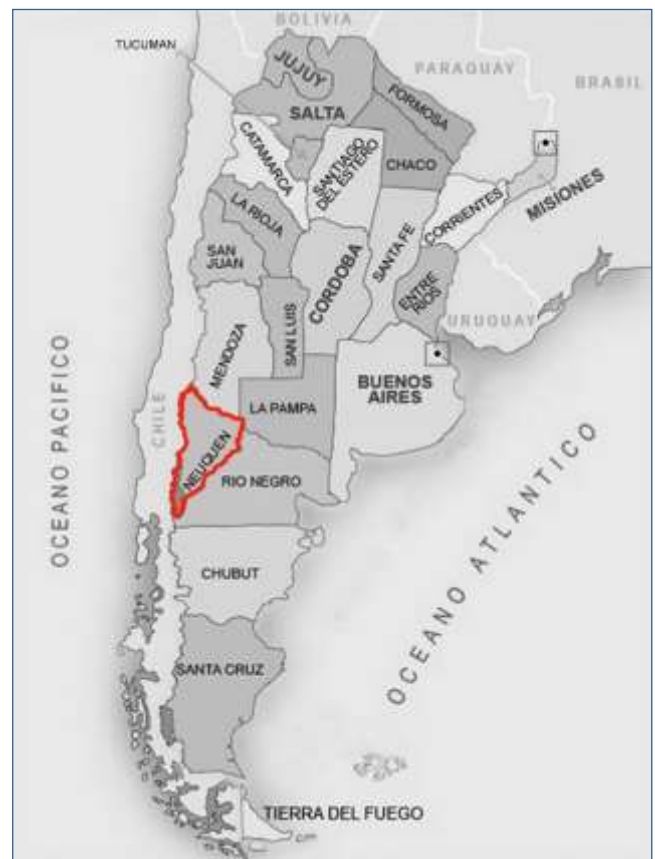 BOLIVIA
TUCUMAN
JUJUY
PARAGUAY
BRASIL
SALTA
FORMOSA
CATAMARCA
SANTIAGO
DEL ESTERO
CHACO
MISIONES
CORRIENTES
LA RIOJA
SANTA FE
SAN
JUAN
CORDOBA
ENTRE
RIOS
URUGUAY
SAN LUIS
MENDOZA
BUENOS
AIRES
LA PAMPA
CHILE
NEUQUEN
RIO NEGRO
OCEANO PACIFICO
OCEANO ATLANTICO
CHUBUT
SANTA CRUZ
TIERRA DEL FUEGO